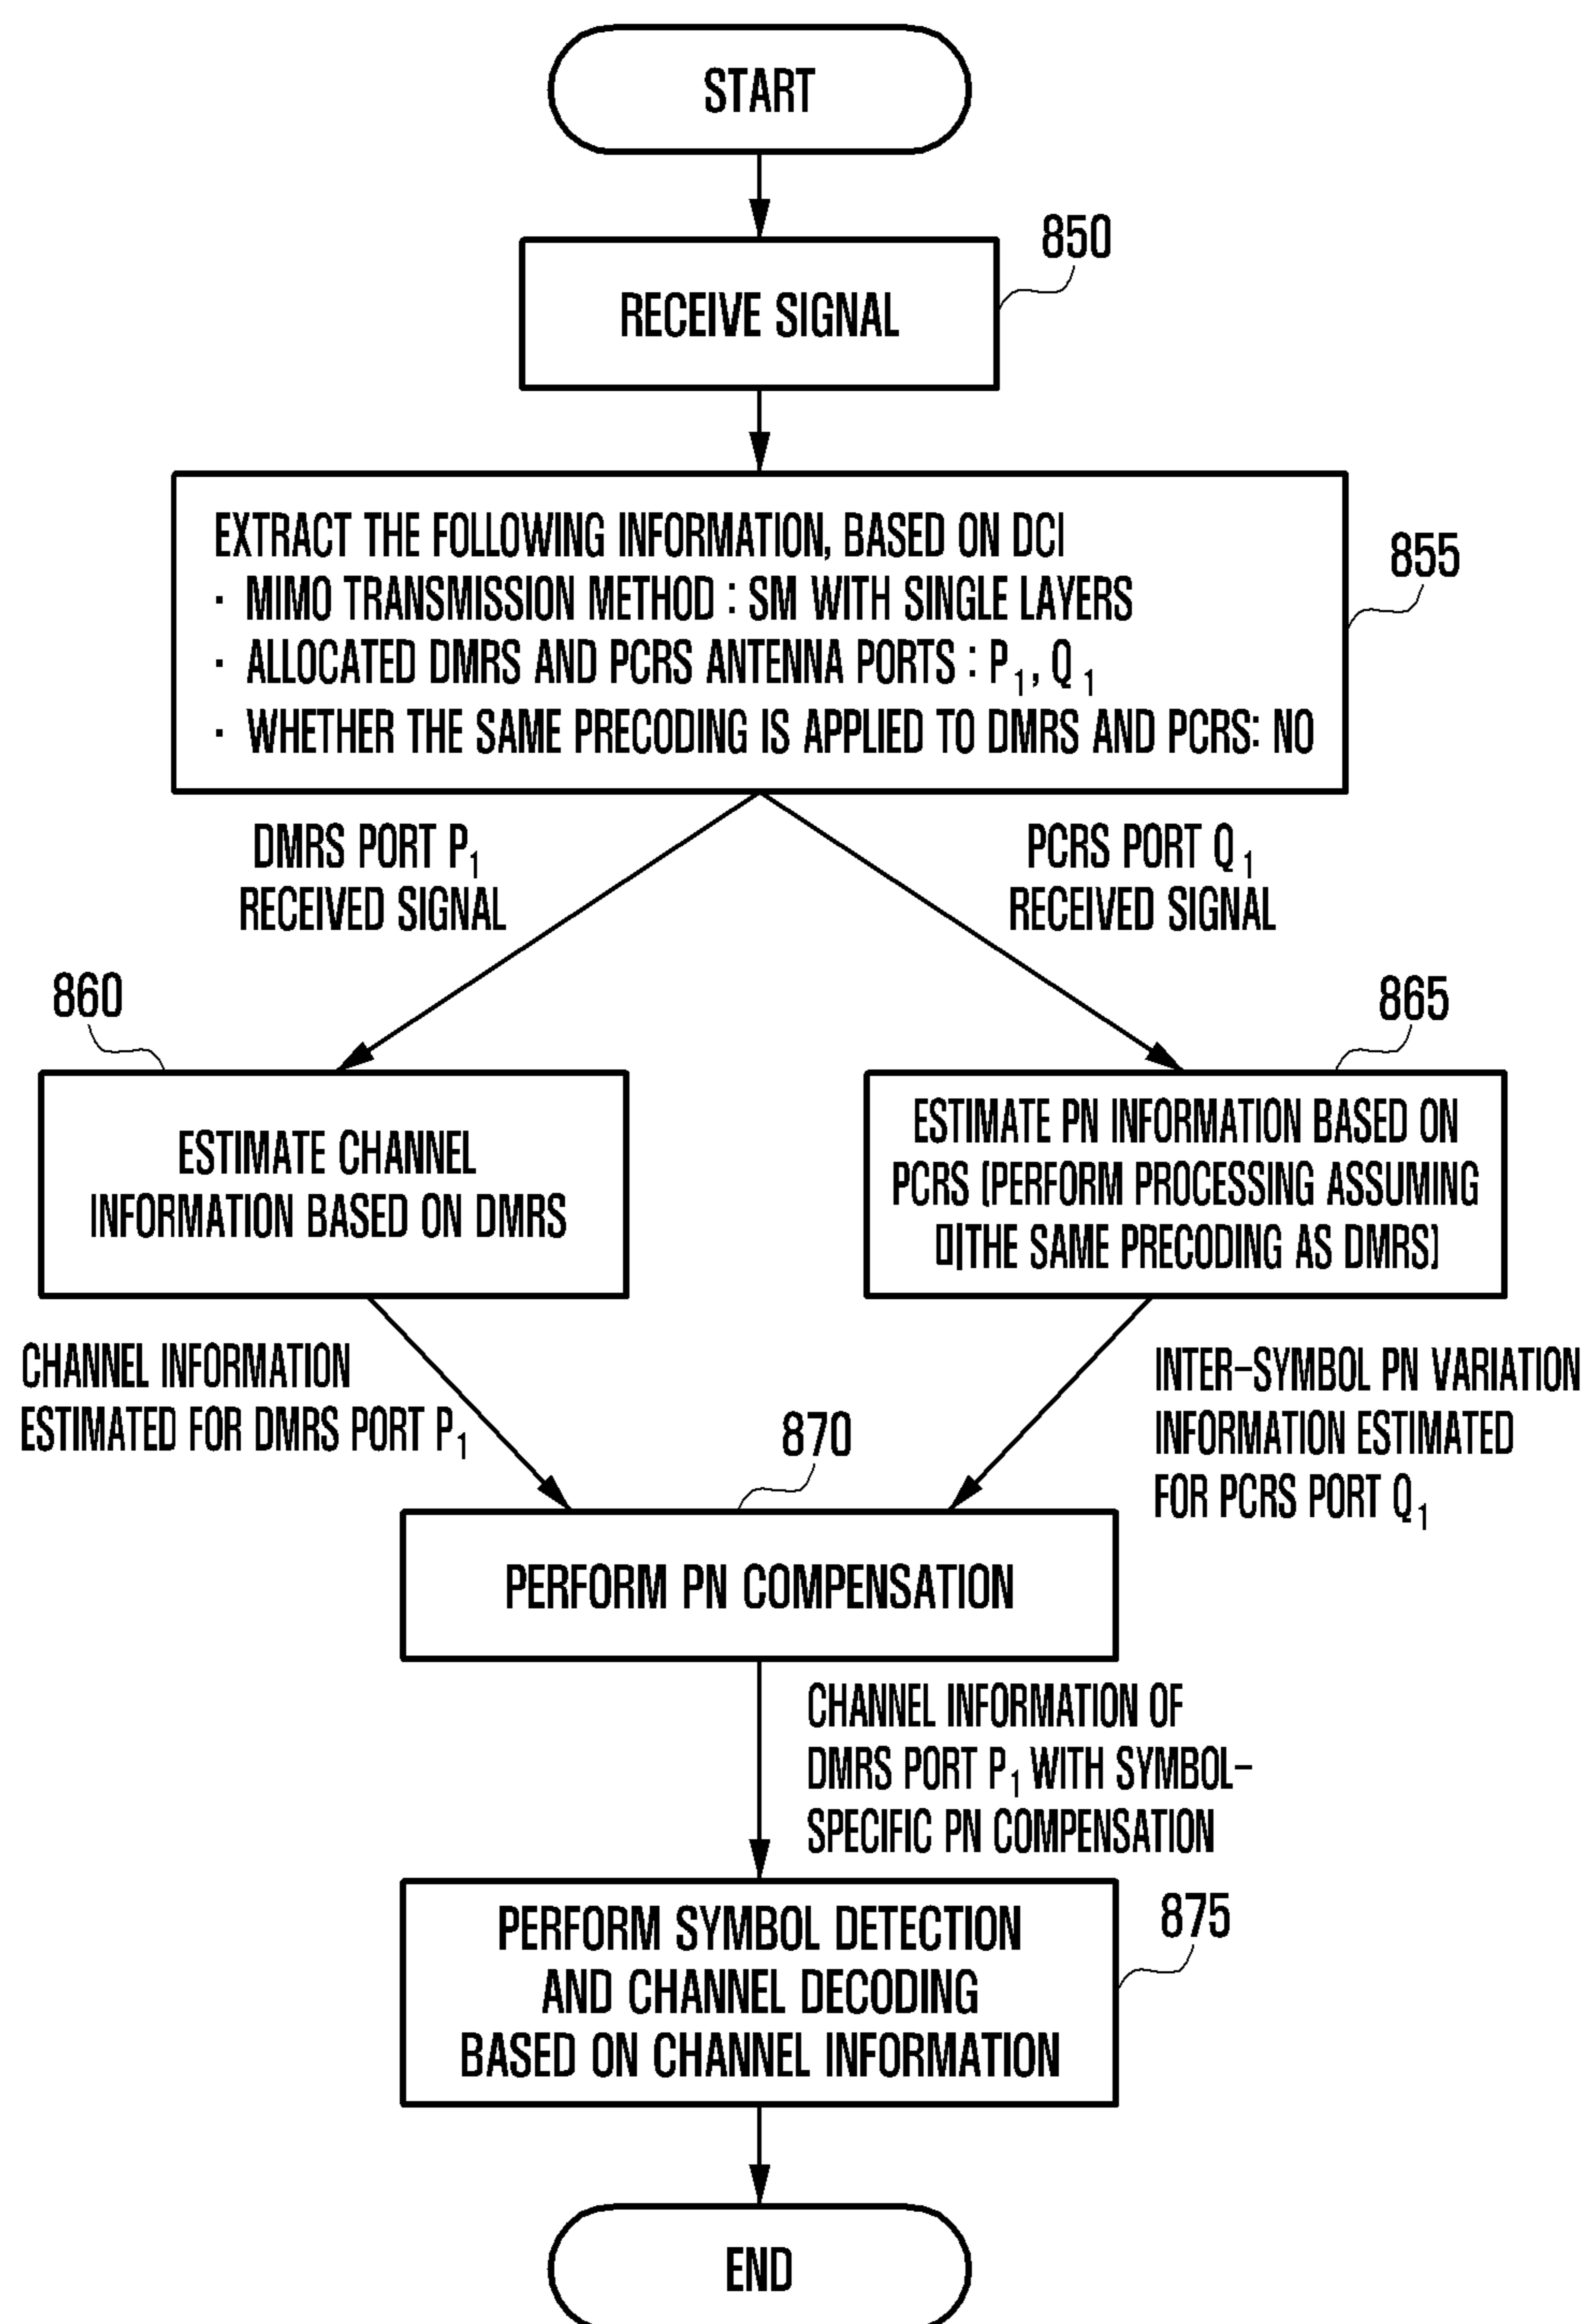 START
850
RECEIVE SIGNAL
EXTRACT THE FOLLOWING INFORMATION, BASED ON DCI
855
· MIMO TRANSMISSION METHOD : SM WITH SINGLE LAYERS
· ALLOCATED DMRS AND PCRS ANTENNA PORTS : P₁, Q₁
· WHETHER THE SAME PRECODING IS APPLIED TO DMRS AND PCRS: NO
DMRS PORT P₁
RECEIVED SIGNAL
PCRS PORT Q₁
RECEIVED SIGNAL
860
865
ESTIMATE CHANNEL
INFORMATION BASED ON DMRS
ESTIMATE PN INFORMATION BASED ON
PCRS (PERFORM PROCESSING ASSUMING
미THE SAME PRECODING AS DMRS)
CHANNEL INFORMATION
ESTIMATED FOR DMRS PORT P₁
INTER-SYMBOL PN VARIATION
INFORMATION ESTIMATED
FOR PCRS PORT Q₁
870
PERFORM PN COMPENSATION
CHANNEL INFORMATION OF
DMRS PORT P₁ WITH SYMBOL-
SPECIFIC PN COMPENSATION
875
PERFORM SYMBOL DETECTION
AND CHANNEL DECODING
BASED ON CHANNEL INFORMATION
END